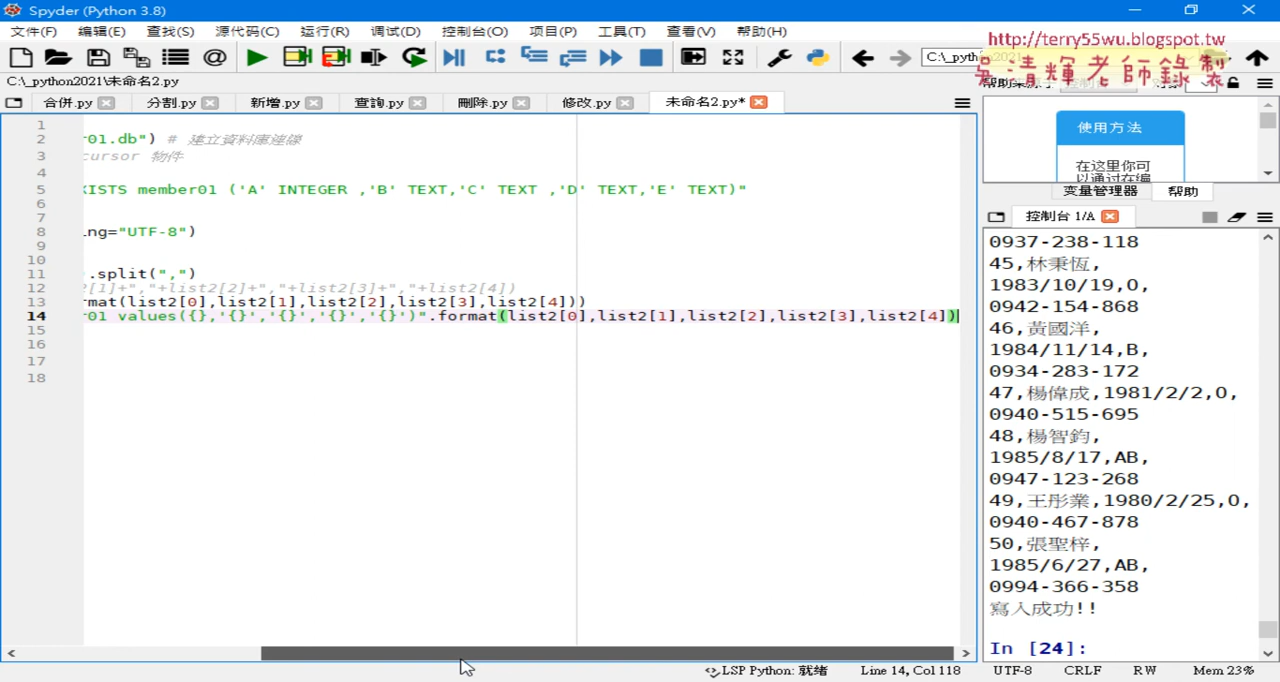 Spyder (Python 3.8)
文件(F) 编辑(E) 查找(S) 源代码(C) 运行(R) 调试(D) 控制台(O) 项目(P) 工具(T) 查看(V) 帮助(H)
http://terry55wu.blogspot.tw
吳清輝老師錄製
C:\_pytho
C:\_python2021\未命名2.py
合併.py 分割.py 新增.py 查詢.py 刪除.py 修改.py 未命名2.py*
1
2 r01.db") # 建立資料庫連線
3 cursor 物件
4
5 XISTS member01 ('A' INTEGER ,'B' TEXT,'C' TEXT ,'D' TEXT,'E' TEXT)"
6
7
8 ing="UTF-8")
9
10
11 ).split(",")
12 2[1]+","+list2[2]+","+list2[3]+","+list2[4])
13 rmat(list2[0],list2[1],list2[2],list2[3],list2[4]))
14 r01 values({},'{}','{}','{}','{}')".format(list2[0],list2[1],list2[2],list2[3],list2[4])
15
16
17
18
使用方法
在这里你可
以通过在编
变量管理器 帮助
控制台 1/A
0937-238-118
45,林秉恆,
1983/10/19,O,
0942-154-868
46,黃國洋,
1984/11/14,B,
0934-283-172
47,楊偉成,1981/2/2,O,
0940-515-695
48,楊智鈞,
1985/8/17,AB,
0947-123-268
49,王彤業,1980/2/25,O,
0940-467-878
50,張聖梓,
1985/6/27,AB,
0994-366-358
寫入成功!!
In [24]:
LSP Python: 就绪 Line 14, Col 118 UTF-8 CRLF RW Mem 23%